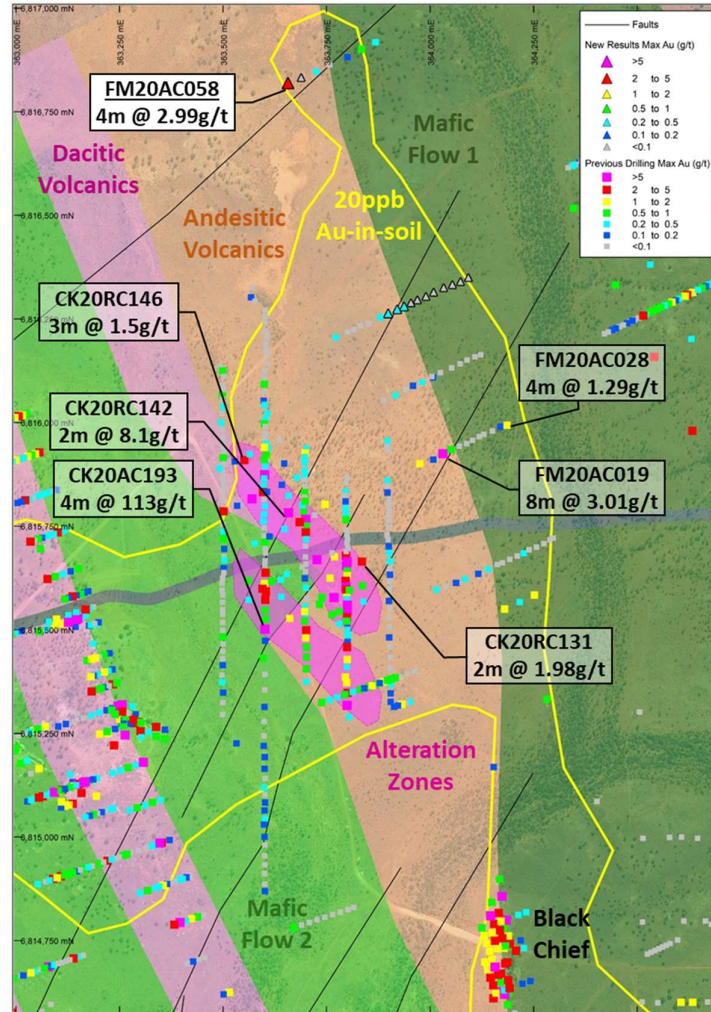 6,817,000 mN
363,000 mE
363,250 mE
363,500 mE
363,750 mE
364,000 mE
364,250 mE
Faults
New Results Max Au (g/t)
>5
2 to 5
1 to 2
0.5 to 1
0.2 to 0.5
0.1 to 0.2
<0.1
Previous Drilling Max Au (g/t)
>5
2 to 5
1 to 2
0.5 to 1
0.2 to 0.5
0.1 to 0.2
<0.1
FM20AC058
4m @ 2.99g/t
6,816,750 mN
Mafic
Flow 1
Dacitic
Volcanics
Andesitic
Volcanics
20ppb
Au-in-soil
6,816,500 mN
CK20RC146
3m @ 1.5g/t
6,816,250 mN
FM20AC028
4m @ 1.29g/t
CK20RC142
2m @ 8.1g/t
6,816,000 mN
CK20AC193
4m @ 113g/t
FM20AC019
8m @ 3.01g/t
6,815,750 mN
CK20RC131
2m @ 1.98g/t
6,815,500 mN
6,815,250 mN
Alteration
Zones
6,815,000 mN
Mafic
Flow 2
Black
Chief
6,814,750 mN